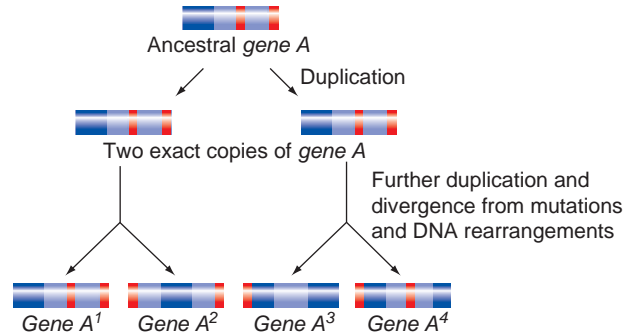 Ancestral gene A
Duplication
Two exact copies of gene A
Further duplication and
divergence from mutations
and DNA rearrangements
Gene A¹
Gene A²
Gene A³
Gene A⁴